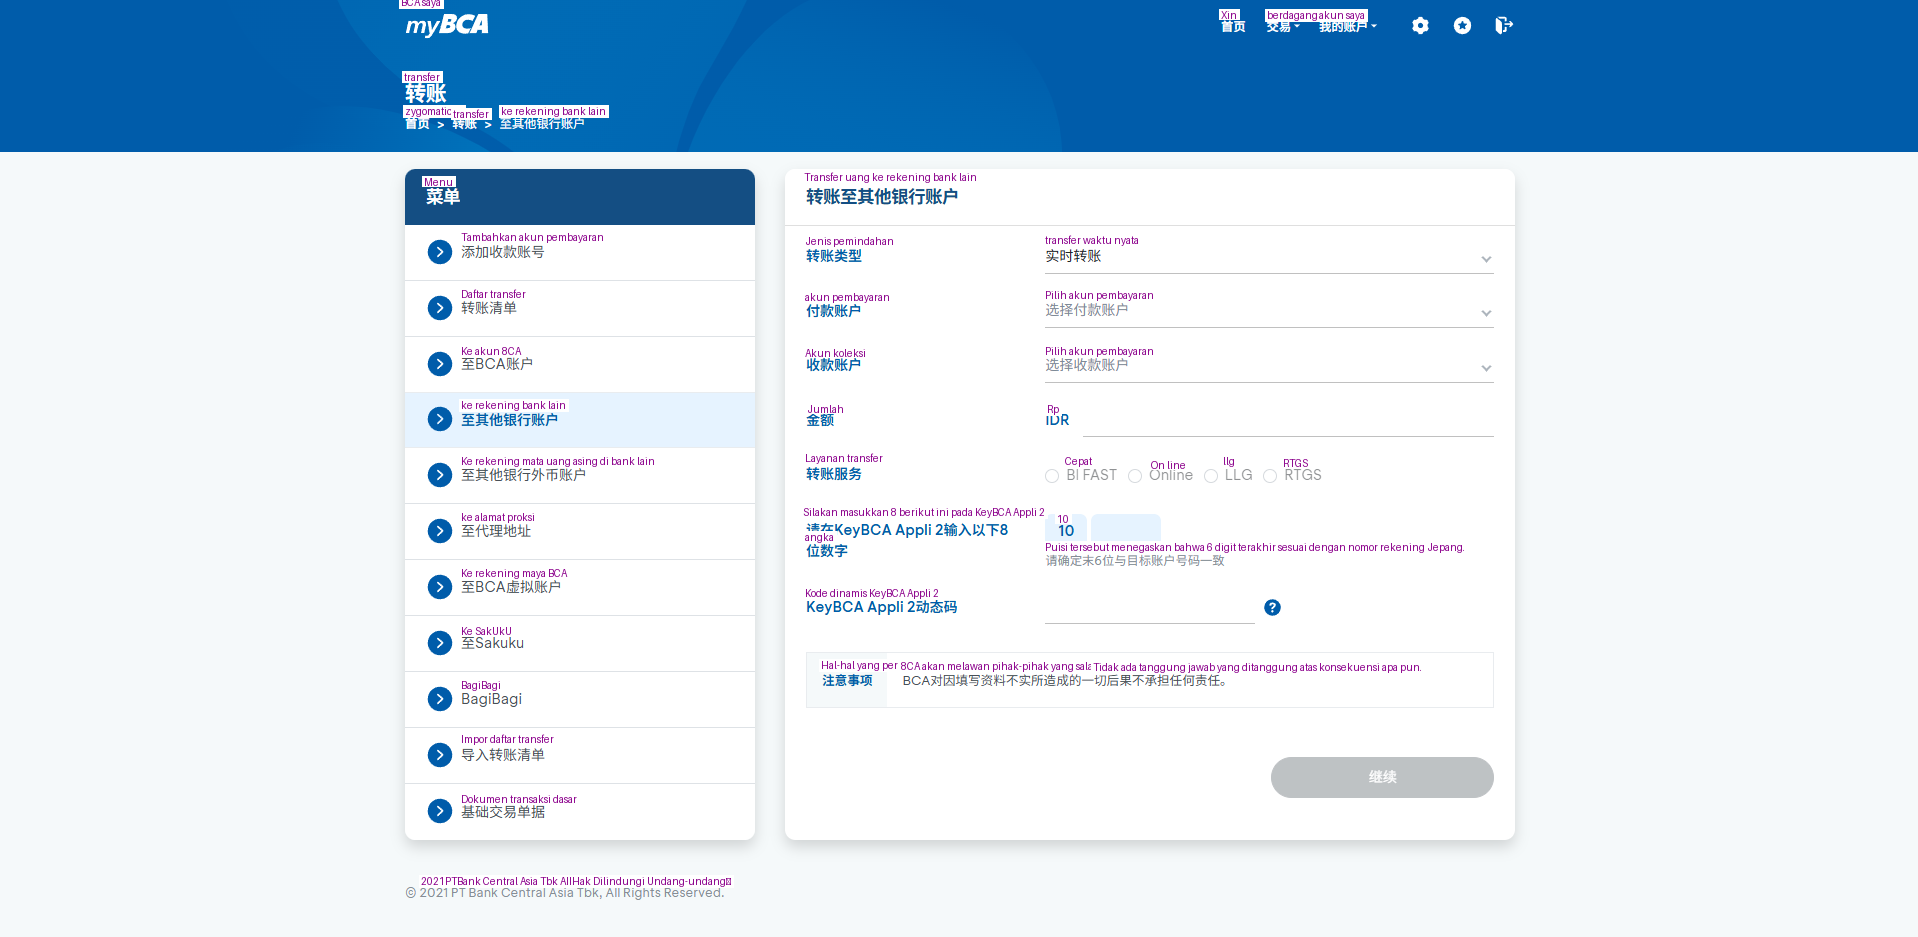 BCA saya
myBCA
Xin
首页
berdagang akun saya
交易
我的账户
transfer
转账
zygomatic
transfer
ke rekening bank lain
首页 > 转账 > 至其他银行账户
Menu
菜单
Tambahkan akun pembayaran
添加收款账号
Daftar transfer
转账清单
Ke akun 8CA
至BCA账户
ke rekening bank lain
至其他银行账户
Ke rekening mata uang asing di bank lain
至其他银行外币账户
ke alamat proksi
至代理地址
Ke rekening maya BCA
至BCA虚拟账户
Ke SakUkU
至Sakuku
BagiBagi
BagiBagi
Impor daftar transfer
导入转账清单
Dokumen transaksi dasar
基础交易单据
Transfer uang ke rekening bank lain
转账至其他银行账户
Jenis pemindahan
转账类型
transfer waktu nyata
实时转账
akun pembayaran
付款账户
Pilih akun pembayaran
选择付款账户
Akun koleksi
收款账户
Pilih akun pembayaran
选择收款账户
Jumlah
金额
Rp
IDR
Layanan transfer
转账服务
Cepat
BI FAST
On line
Online
llg
LLG
RTGS
RTGS
Silakan masukkan 8 berikut ini pada KeyBCA Appli 2
请在KeyBCA Appli 2输入以下8
angka
位数字
10
10
Puisi tersebut menegaskan bahwa 6 digit terakhir sesuai dengan nomor rekening Jepang.
请确定末6位与目标账户号码一致
Kode dinamis KeyBCA Appli 2
KeyBCA Appli 2动态码
Hal-hal yang per
注意事项
8CA akan melawan pihak-pihak yang sala
Tidak ada tanggung jawab yang ditanggung atas konsekuensi apa pun.
BCA对因填写资料不实所造成的一切后果不承担任何责任。
继续
2021 PTBank Central Asia Tbk AllHak Dilindungi Undang-undang
© 2021 PT Bank Central Asia Tbk, All Rights Reserved.